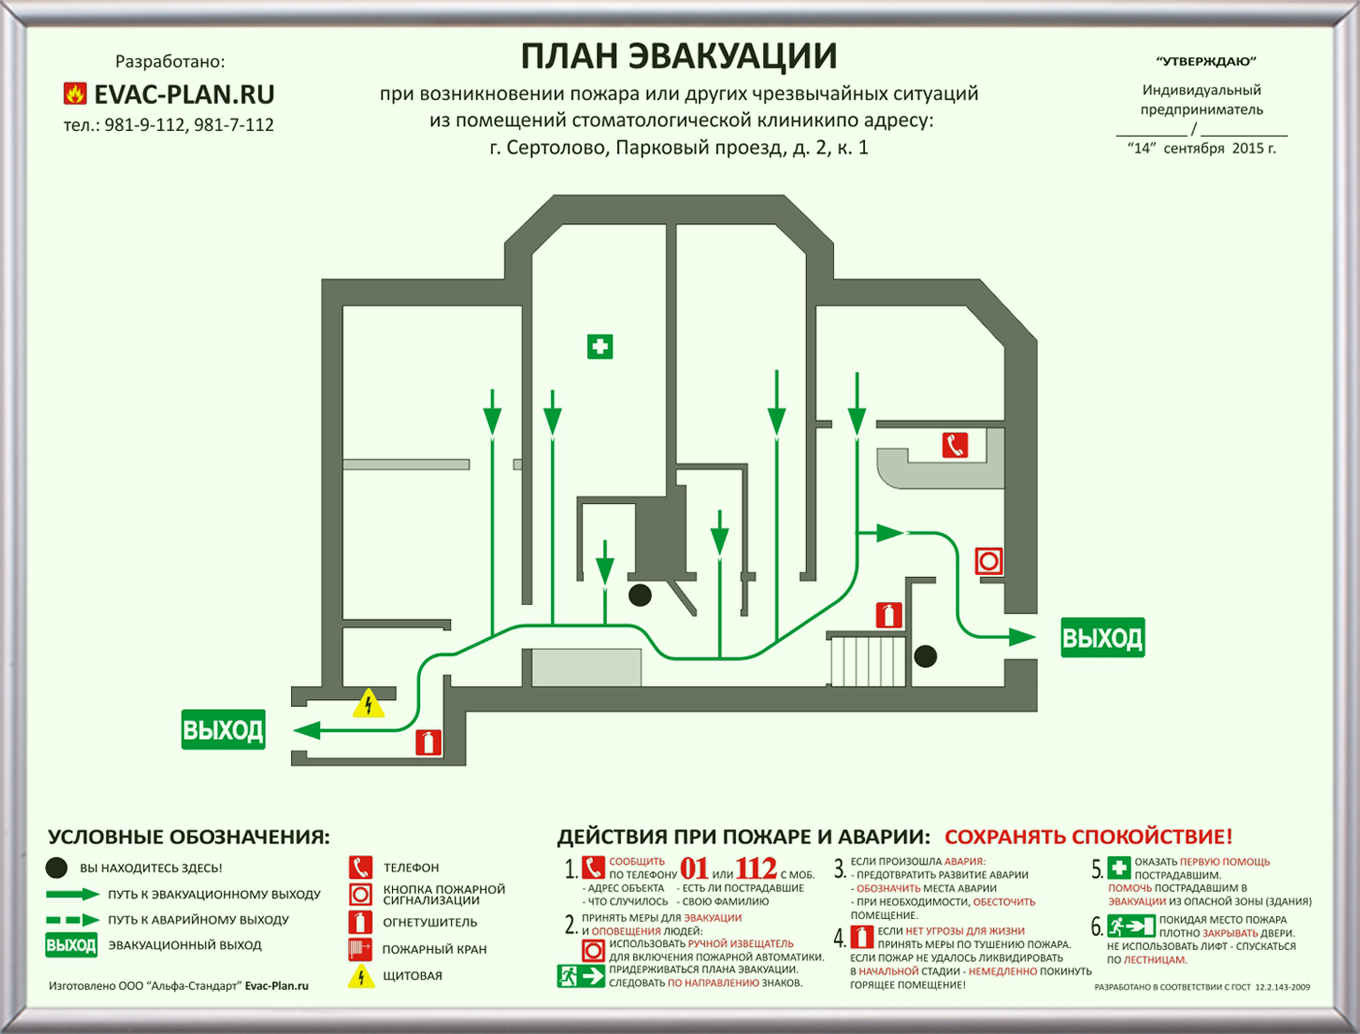 Разработано:
EVAC-PLAN.RU
тел.: 981-9-112, 981-7-112
ПЛАН ЭВАКУАЦИИ
при возникновении пожара или других чрезвычайных ситуаций
из помещений стоматологической клиникипо адресу:
г. Сертолово, Парковый проезд, д. 2, к. 1
“УТВЕРЖДАЮ”
Индивидуальный
предприниматель
________ / __________
“14” сентября 2015 г.
ВЫХОД
ВЫХОД
УСЛОВНЫЕ ОБОЗНАЧЕНИЯ:
ВЫ НАХОДИТЕСЬ ЗДЕСЬ!
ПУТЬ К ЭВАКУАЦИОННОМУ ВЫХОДУ
ПУТЬ К АВАРИЙНОМУ ВЫХОДУ
ВЫХОД ЭВАКУАЦИОННЫЙ ВЫХОД
Изготовлено ООО “Альфа-Стандарт” Evac-Plan.ru
ТЕЛЕФОН
КНОПКА ПОЖАРНОЙ
СИГНАЛИЗАЦИИ
ОГНЕТУШИТЕЛЬ
ПОЖАРНЫЙ КРАН
ЩИТОВАЯ
ДЕЙСТВИЯ ПРИ ПОЖАРЕ И АВАРИИ: СОХРАНЯТЬ СПОКОЙСТВИЕ!
1. СООБЩИТЬ
ПО ТЕЛЕФОНУ 01 ИЛИ 112 С МОБ.
- АДРЕС ОБЪЕКТА - ЕСТЬ ЛИ ПОСТРАДАВШИЕ
- ЧТО СЛУЧИЛОСЬ - СВОЮ ФАМИЛИЮ
2. ПРИНЯТЬ МЕРЫ ДЛЯ ЭВАКУАЦИИ
И ОПОВЕЩЕНИЯ ЛЮДЕЙ:
ИСПОЛЬЗОВАТЬ РУЧНОЙ ИЗВЕЩАТЕЛЬ
ДЛЯ ВКЛЮЧЕНИЯ ПОЖАРНОЙ АВТОМАТИКИ.
ПРИДЕРЖИВАТЬСЯ ПЛАНА ЭВАКУАЦИИ.
СЛЕДОВАТЬ ПО НАПРАВЛЕНИЮ ЗНАКОВ.
3. ЕСЛИ ПРОИЗОШЛА АВАРИЯ:
- ПРЕДОТВРАТИТЬ РАЗВИТИЕ АВАРИИ
- ОБОЗНАЧИТЬ МЕСТА АВАРИИ
- ПРИ НЕОБХОДИМОСТИ, ОБЕСТОЧИТЬ
ПОМЕЩЕНИЕ.
4. ЕСЛИ НЕТ УГРОЗЫ ДЛЯ ЖИЗНИ
ПРИНЯТЬ МЕРЫ ПО ТУШЕНИЮ ПОЖАРА.
ЕСЛИ ПОЖАР НЕ УДАЛОСЬ ЛИКВИДИРОВАТЬ
В НАЧАЛЬНОЙ СТАДИИ - НЕМЕДЛЕННО ПОКИНУТЬ
ГОРЯЩЕЕ ПОМЕЩЕНИЕ!
5. ОКАЗАТЬ ПЕРВУЮ ПОМОЩЬ
ПОСТРАДАВШИМ.
ПОМОЧЬ ПОСТРАДАВШИМ В
ЭВАКУАЦИИ ИЗ ОПАСНОЙ ЗОНЫ (ЗДАНИЯ)
6. ПОКИДАЯ МЕСТО ПОЖАРА
ПЛОТНО ЗАКРЫВАТЬ ДВЕРИ.
НЕ ИСПОЛЬЗОВАТЬ ЛИФТ - СПУСКАТЬСЯ
ПО ЛЕСТНИЦАМ.
РАЗРАБОТАНО В СООТВЕТСТВИИ С ГОСТ 12.2.143-2009